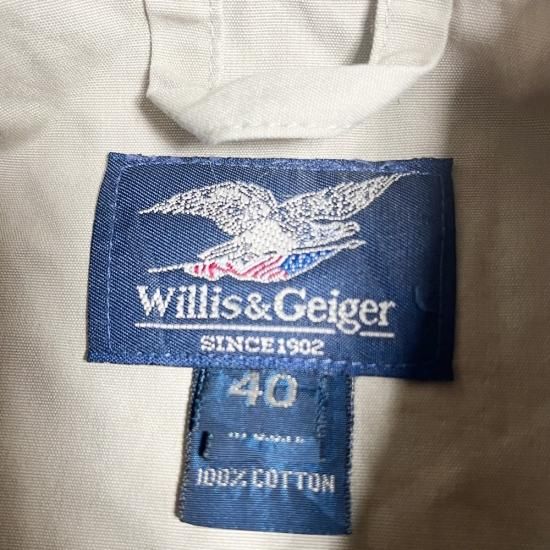 Willis&Geiger
SINCE 1902
40
100% COTTON